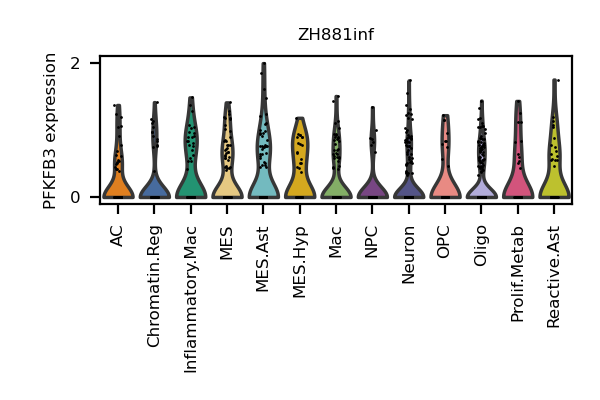 ZH881inf
PFKFB3 expression
2
0
AC
Chromatin.Reg
Inflammatory.Mac
MES
MES.Ast
MES.Hyp
Mac
NPC
Neuron
OPC
Oligo
Prolif.Metab
Reactive.Ast